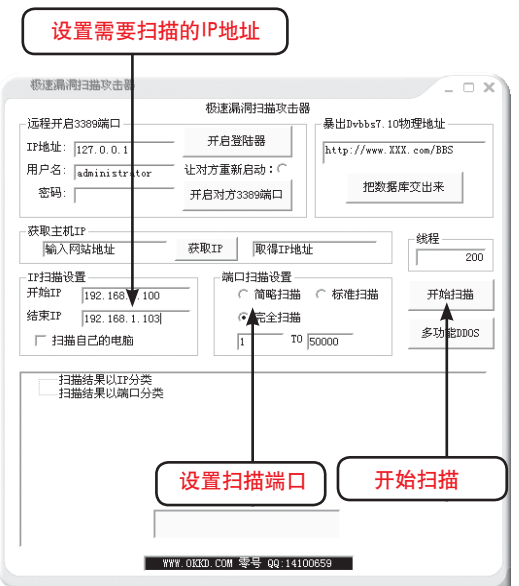 设置需要扫描的IP地址
极速漏洞扫描攻击器
极速漏洞扫描攻击器
远程开启3389端口
IP地址:
127.0.0.1
开启登陆器
用户名:
administrator
让对方重新启动:
密码:
开启对方3389端口
暴出Dvbbs7.10物理地址
http://www.XXX.com/BBS
把数据库交出来
获取主机IP
输入网站地址
获取IP
取得IP地址
线程
200
IP扫描设置
开始IP
192.168.1.100
结束IP
192.168.1.103
扫描自己的电脑
端口扫描设置
简略扫描
标准扫描
完全扫描
1
TO
50000
开始扫描
多功能DDOS
扫描结果以IP分类
扫描结果以端口分类
设置扫描端口
开始扫描
WWW.OKKD.COM 零号 QQ:14100659